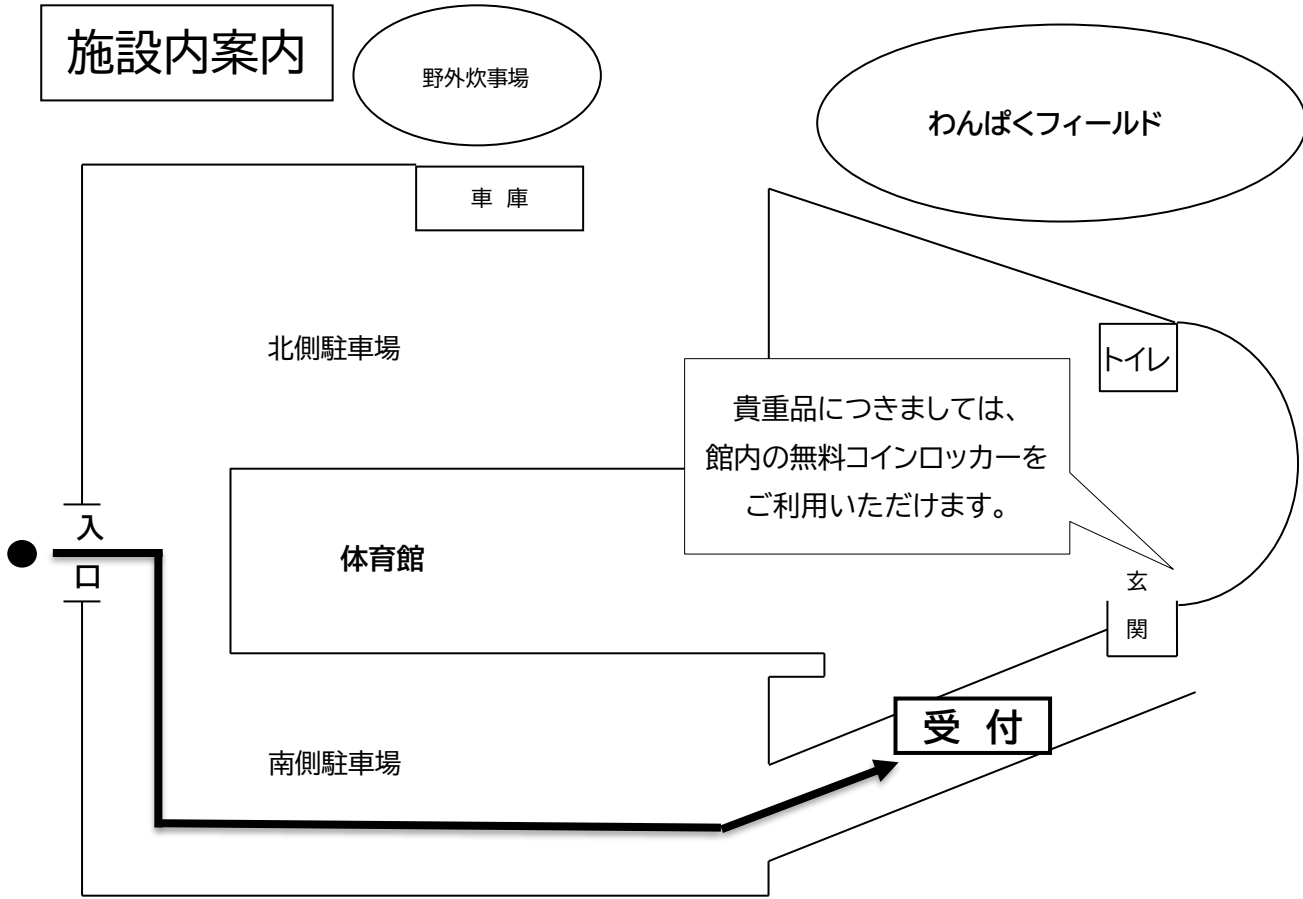 施設内案内
野外炊事場
わんぱくフィールド
車 庫
北側駐車場
トイレ
貴重品につきましては、
館内の無料コインロッカーを
ご利用いただけます。
入
口
体育館
玄
関
受 付
南側駐車場